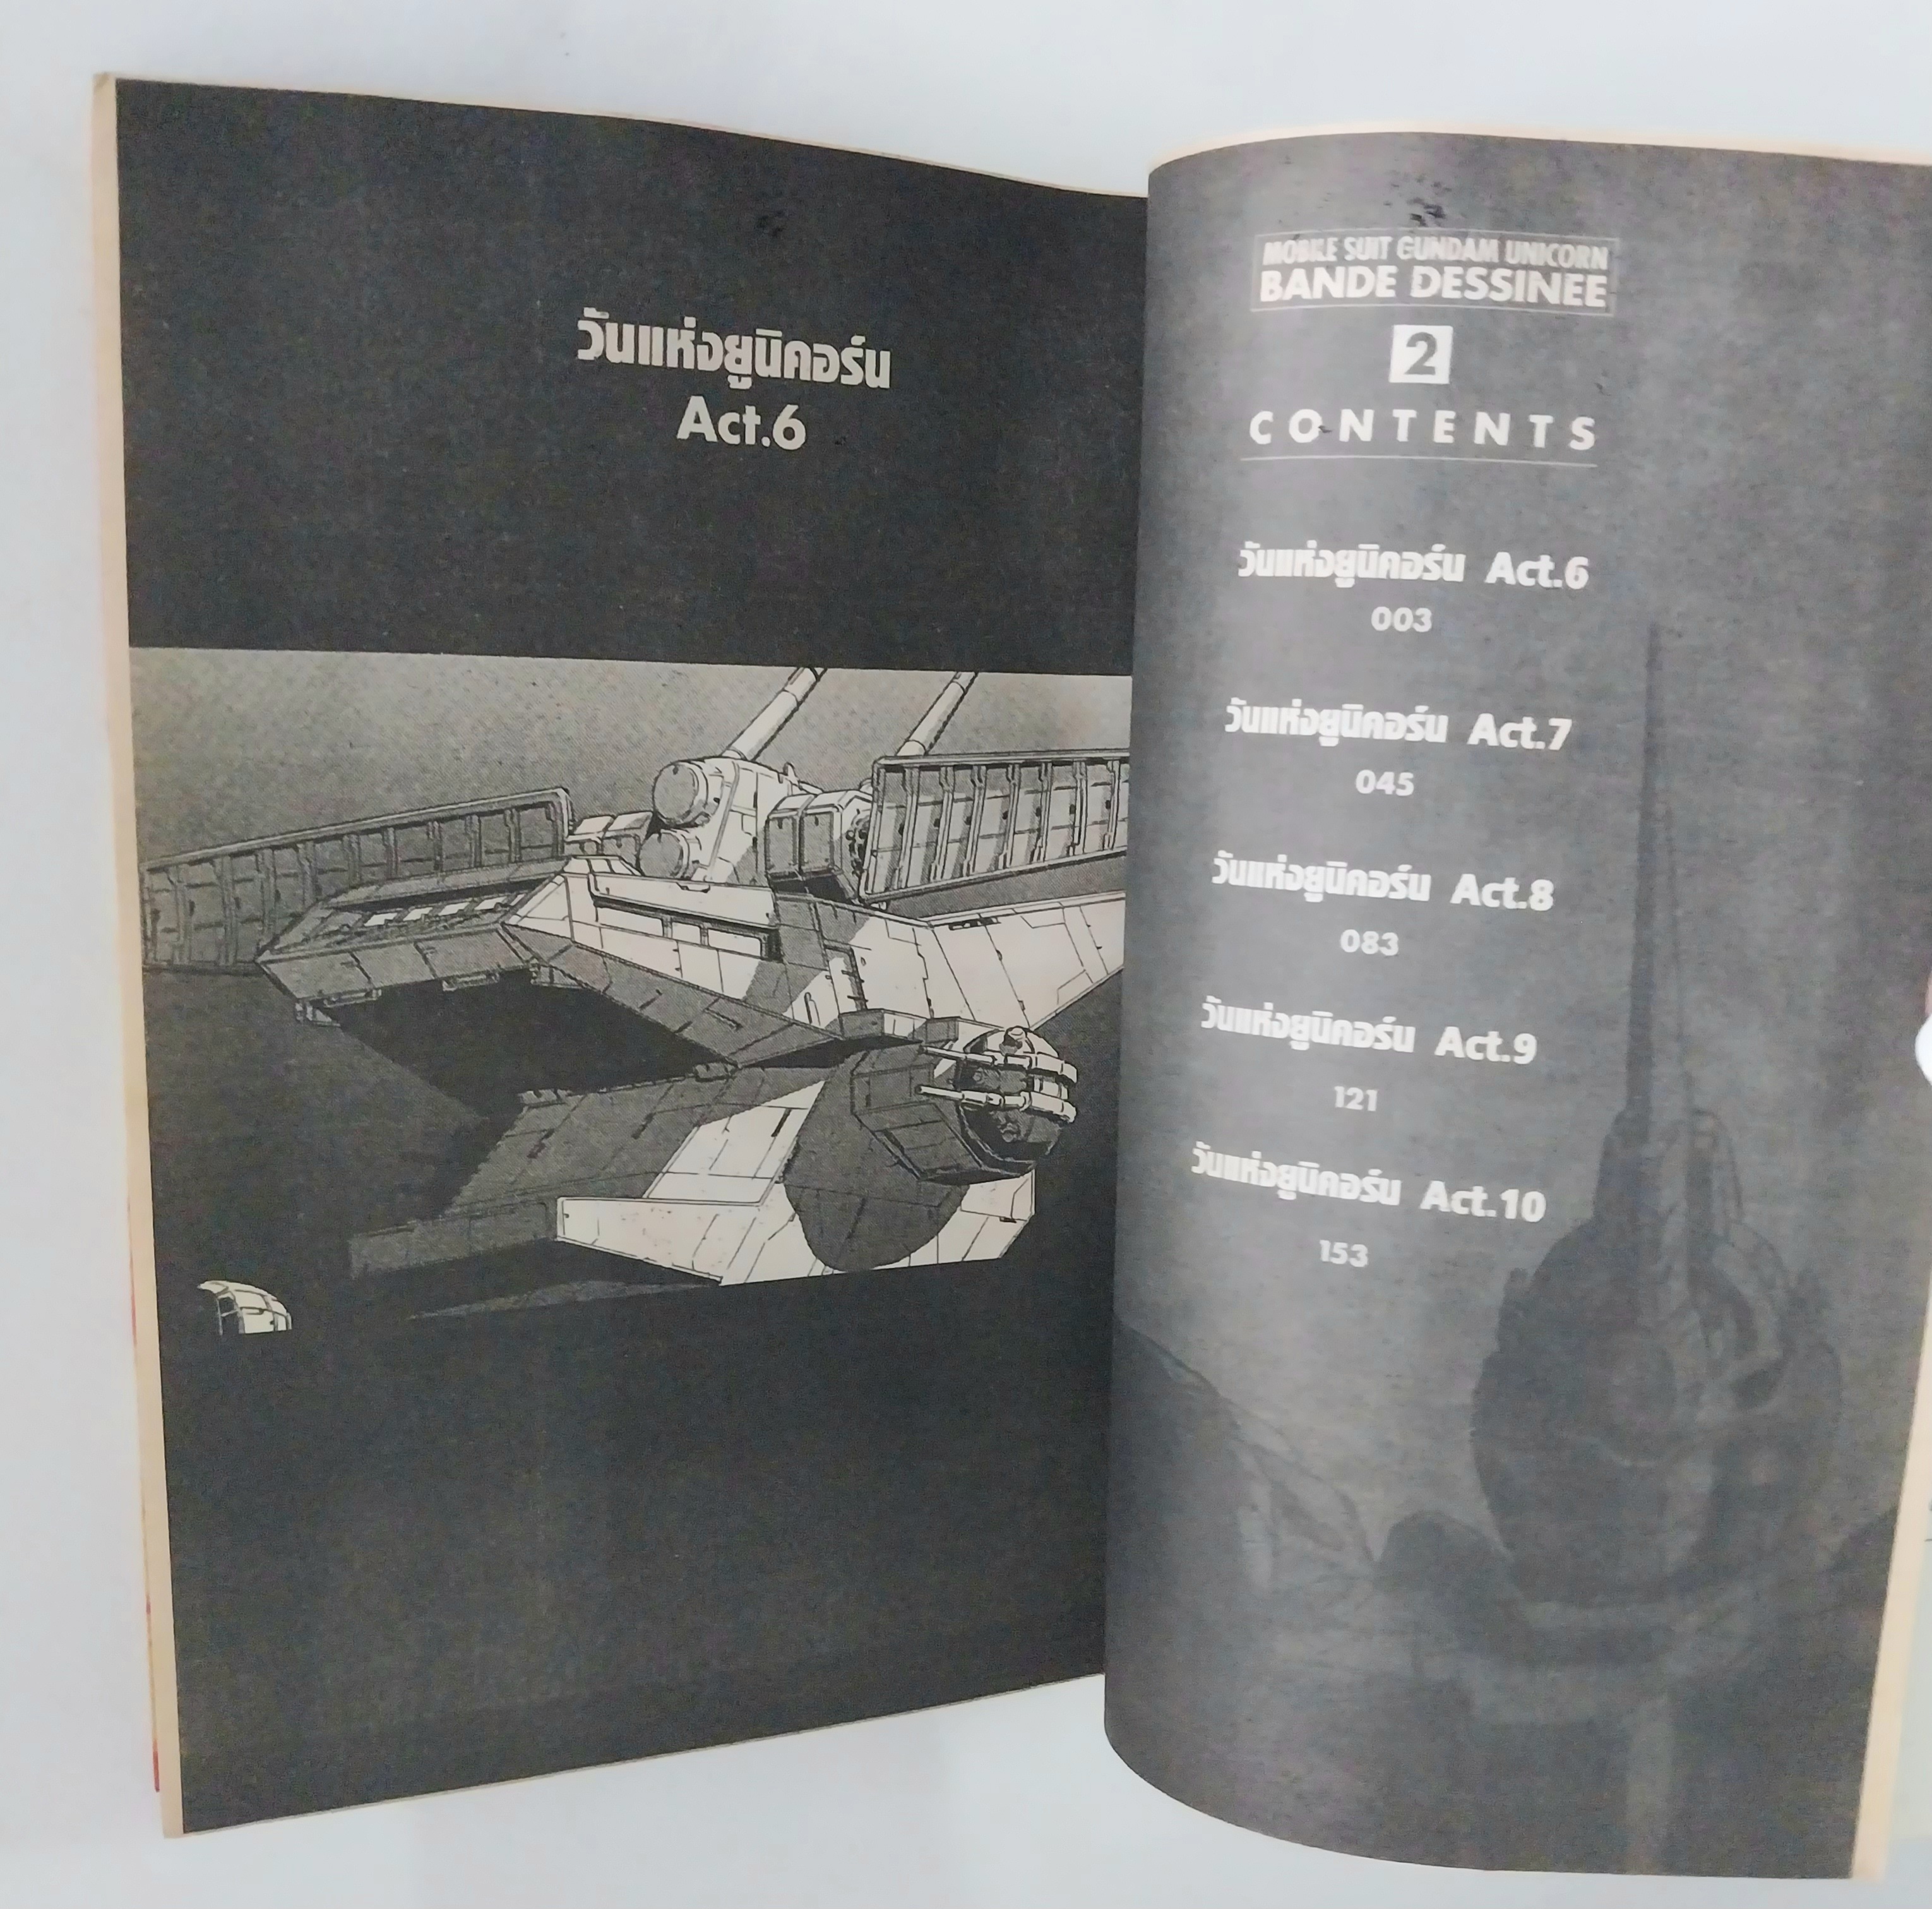 วันแห่งยูนิคอร์น
Act.6
MOBILE SUIT GUNDAM UNICORN
BANDE DESSINEE
2
CONTENTS
วันแห่งยูนิคอร์น Act.6
003
วันแห่งยูนิคอร์น Act.7
045
วันแห่งยูนิคอร์น Act.8
083
วันแห่งยูนิคอร์น Act.9
121
วันแห่งยูนิคอร์น Act.10
153